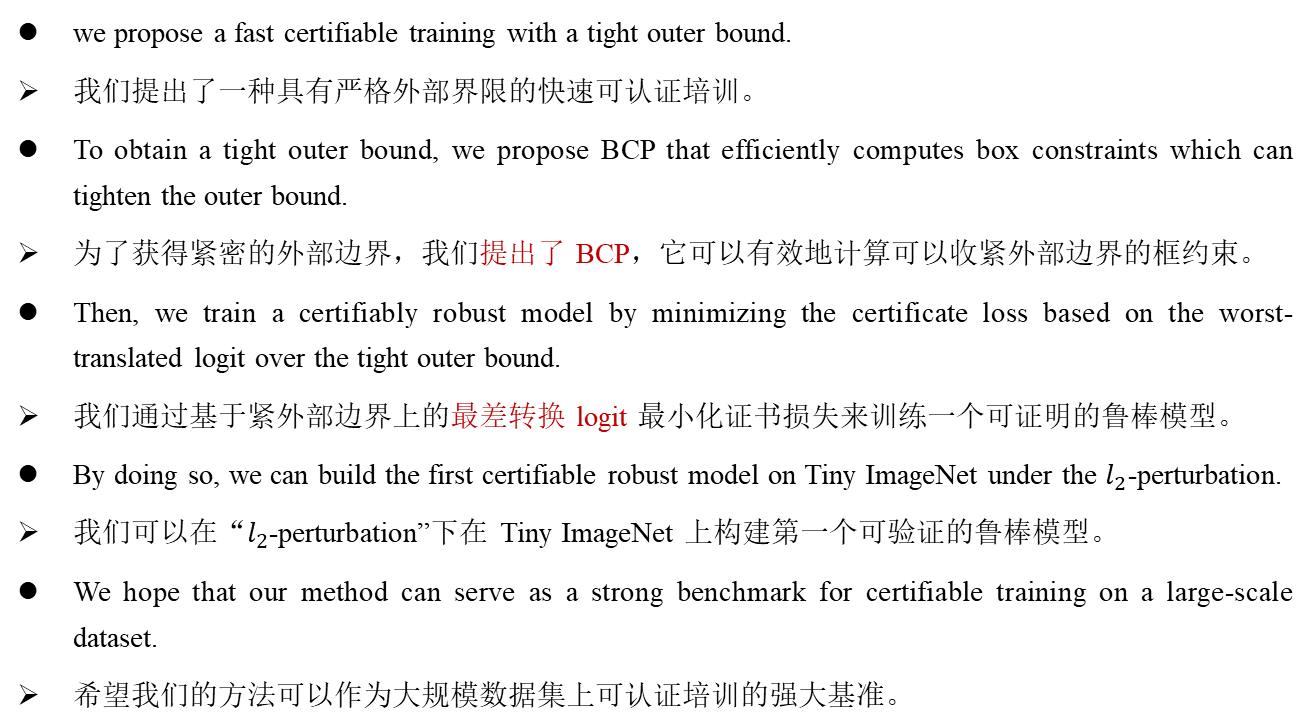 ● we propose a fast certifiable training with a tight outer bound.
➢ 我们提出了一种具有严格外部界限的快速可认证培训。
● To obtain a tight outer bound, we propose BCP that efficiently computes box constraints which can
tighten the outer bound.
➢ 为了获得紧密的外部边界，我们提出了 BCP，它可以有效地计算可以收紧外部边界的框约束。
● Then, we train a certifiably robust model by minimizing the certificate loss based on the worst-
translated logit over the tight outer bound.
➢ 我们通过基于紧外部边界上的最差转换 logit 最小化证书损失来训练一个可证明的鲁棒模型。
● By doing so, we can build the first certifiable robust model on Tiny ImageNet under the l₂-perturbation.
➢ 我们可以在“l₂-perturbation”下在 Tiny ImageNet 上构建第一个可验证的鲁棒模型。
● We hope that our method can serve as a strong benchmark for certifiable training on a large-scale
dataset.
➢ 希望我们的方法可以作为大规模数据集上可认证培训的强大基准。